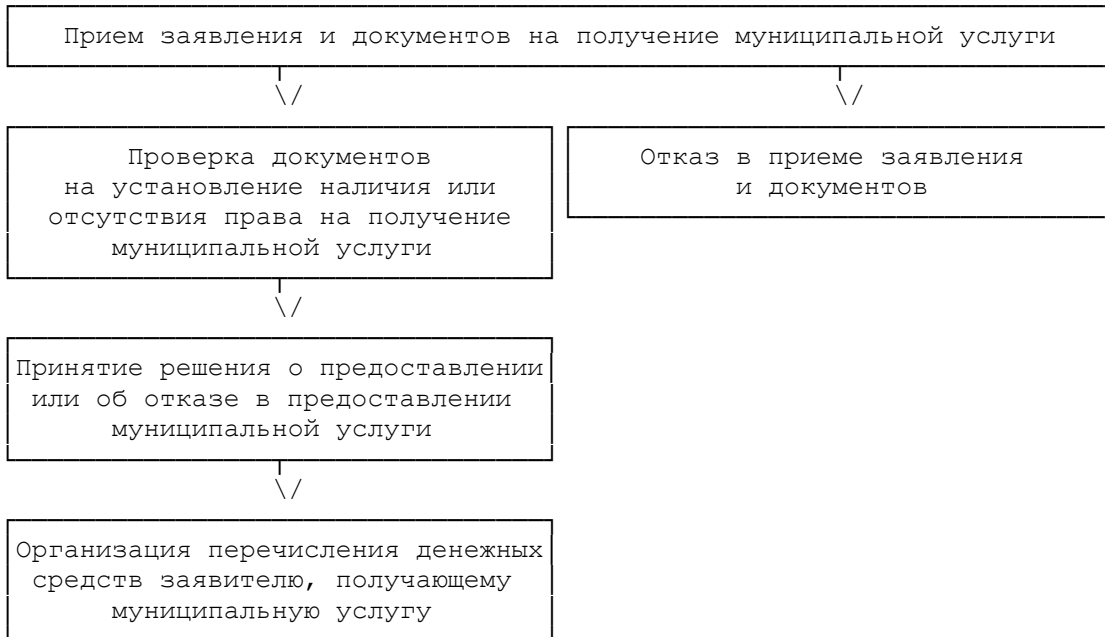 Прием заявления и документов на получение муниципальной услуги
Проверка документов
на установление наличия или
отсутствия права на получение
муниципальной услуги
Отказ в приеме заявления
и документов
Принятие решения о предоставлении
или об отказе в предоставлении
муниципальной услуги
Организация перечисления денежных
средств заявителю, получающему
муниципальную услугу